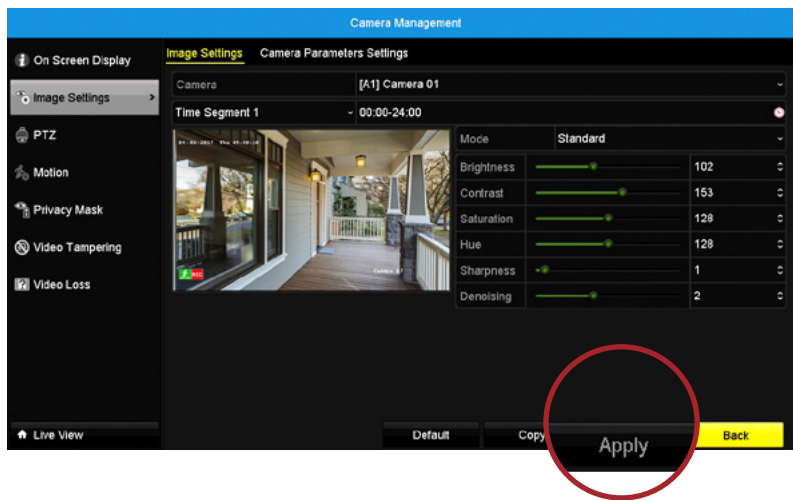 Camera Management
On Screen Display
Image Settings
PTZ
Motion
Privacy Mask
Video Tampering
Video Loss
Live View
Image Settings Camera Parameters Settings
Camera [A1] Camera 01
Time Segment 1 00:00-24:00
REC
Mode Standard
Brightness 102
Contrast 153
Saturation 128
Hue 128
Sharpness 1
Denoising 2
Default Copy Apply Back